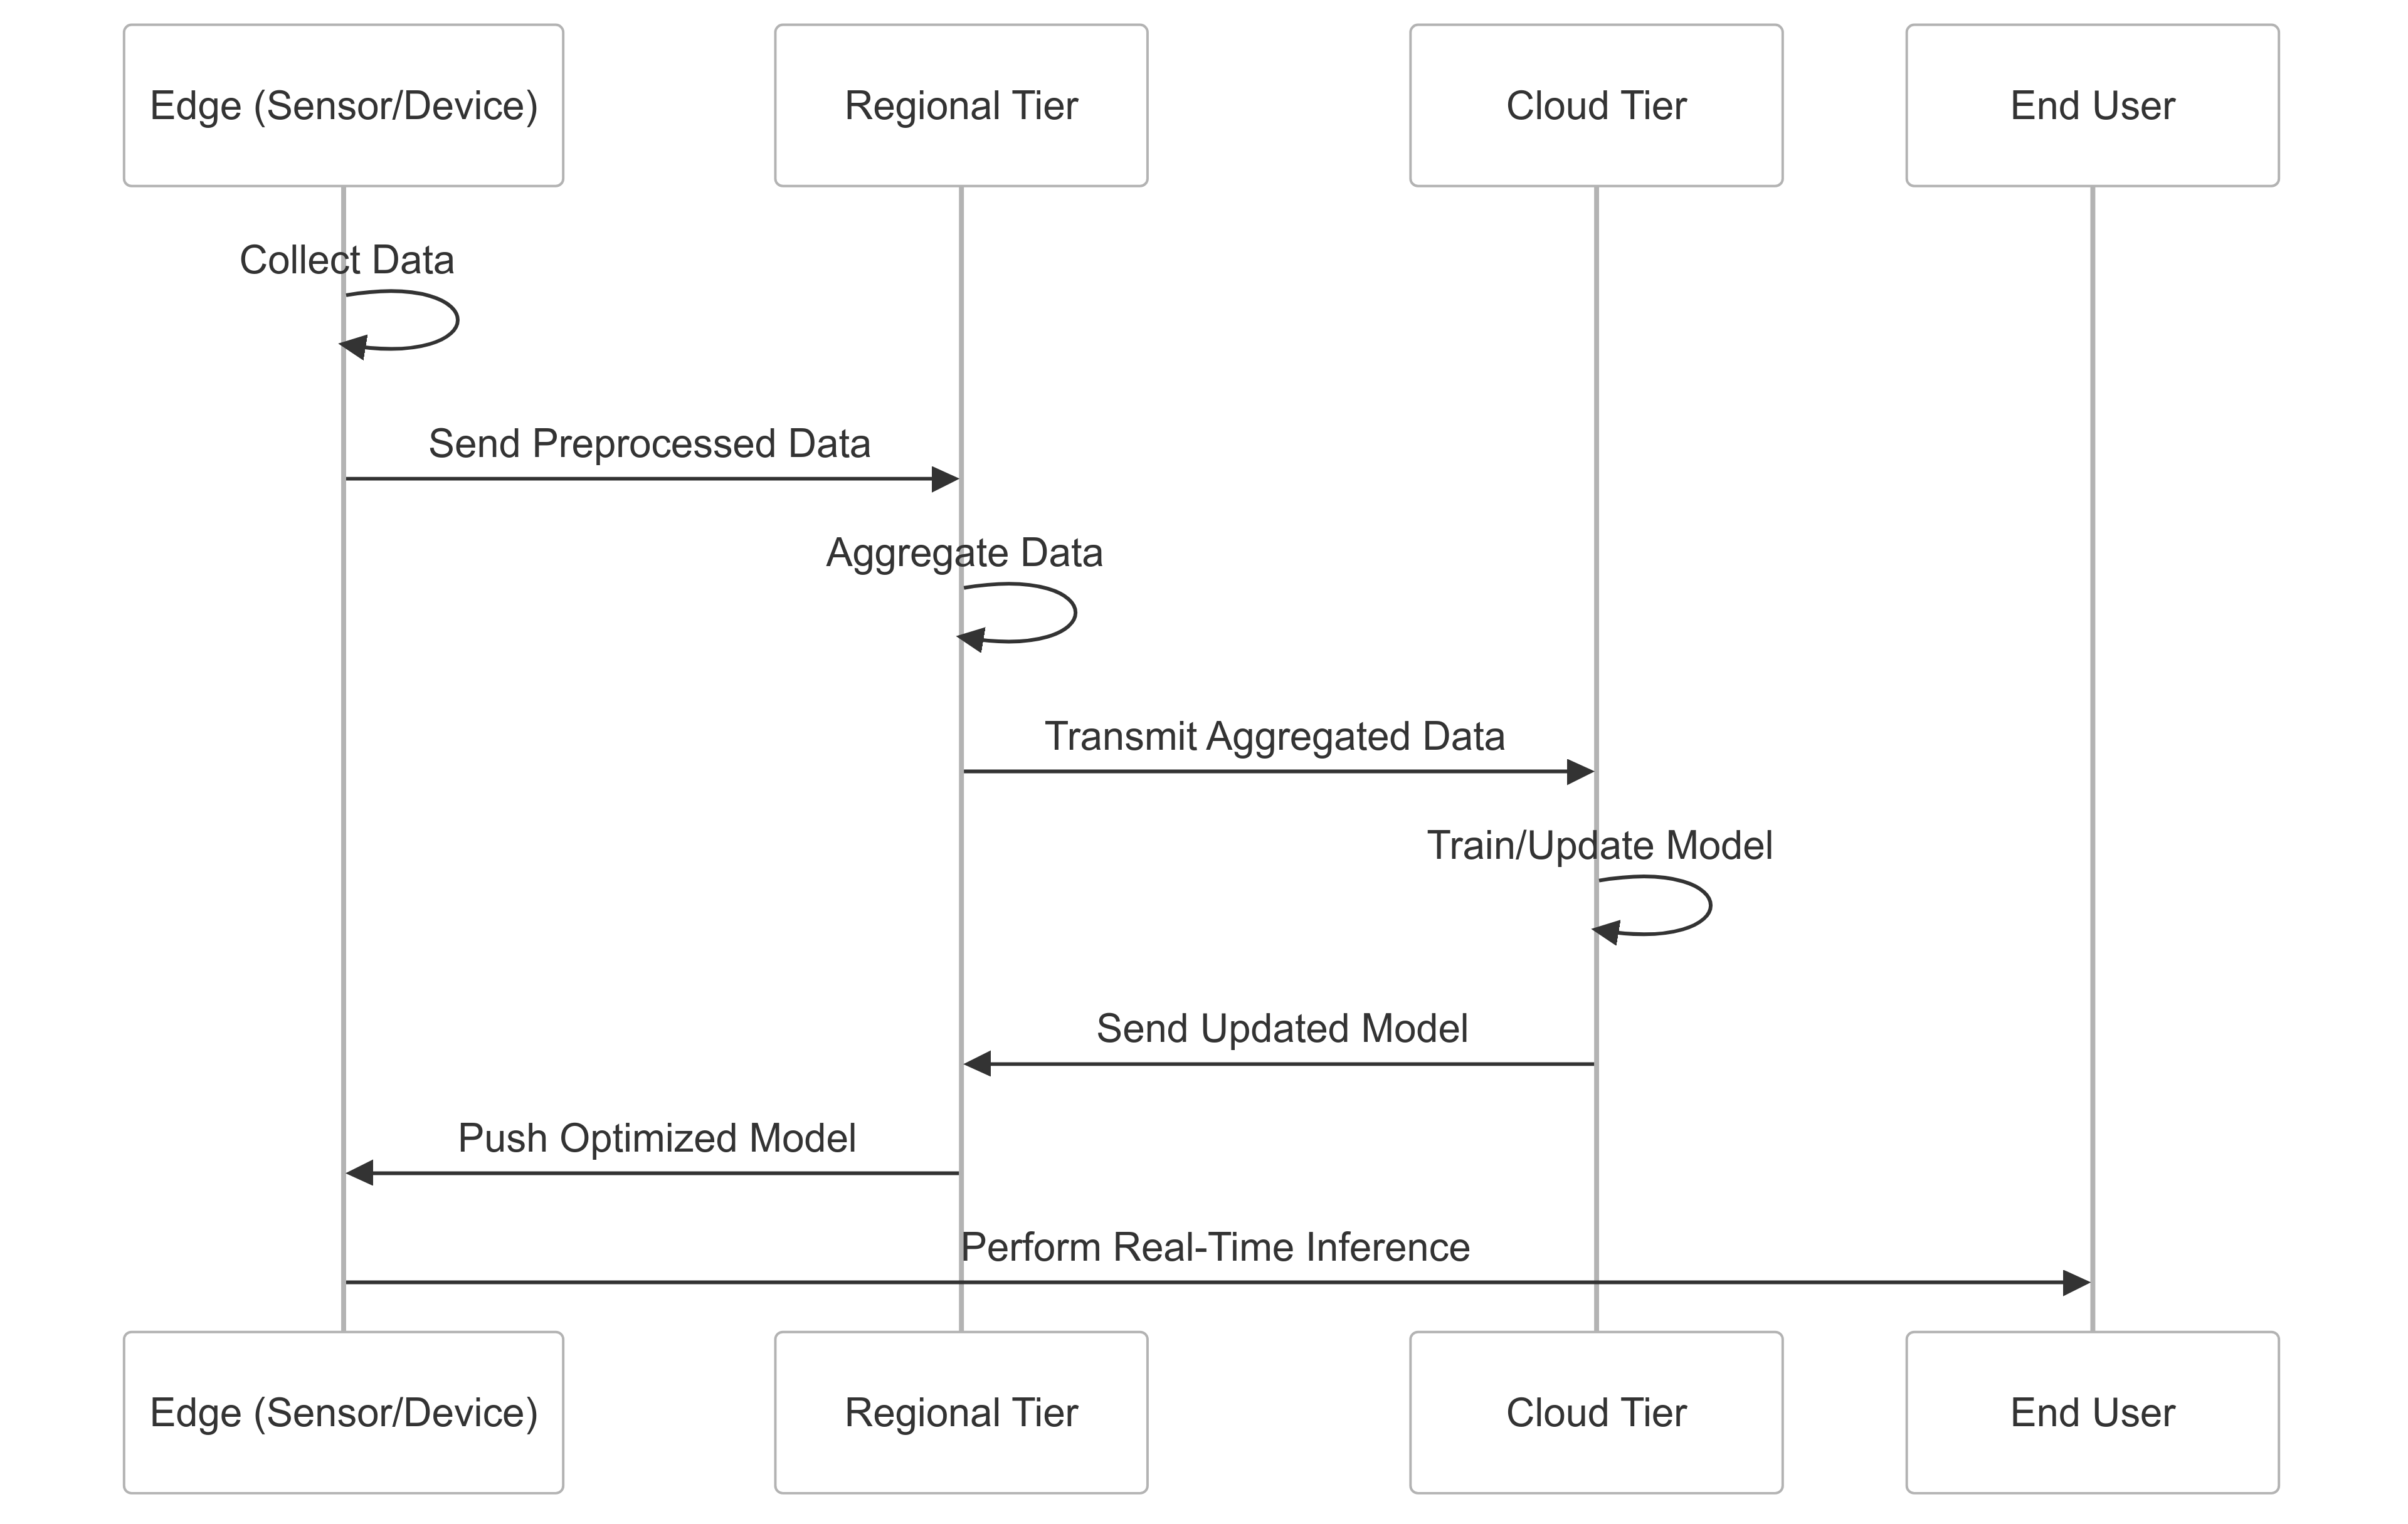 Edge (Sensor/Device)
Regional Tier
Cloud Tier
End User
Collect Data
Send Preprocessed Data
Aggregate Data
Transmit Aggregated Data
Train/Update Model
Send Updated Model
Push Optimized Model
Perform Real-Time Inference
Edge (Sensor/Device)
Regional Tier
Cloud Tier
End User